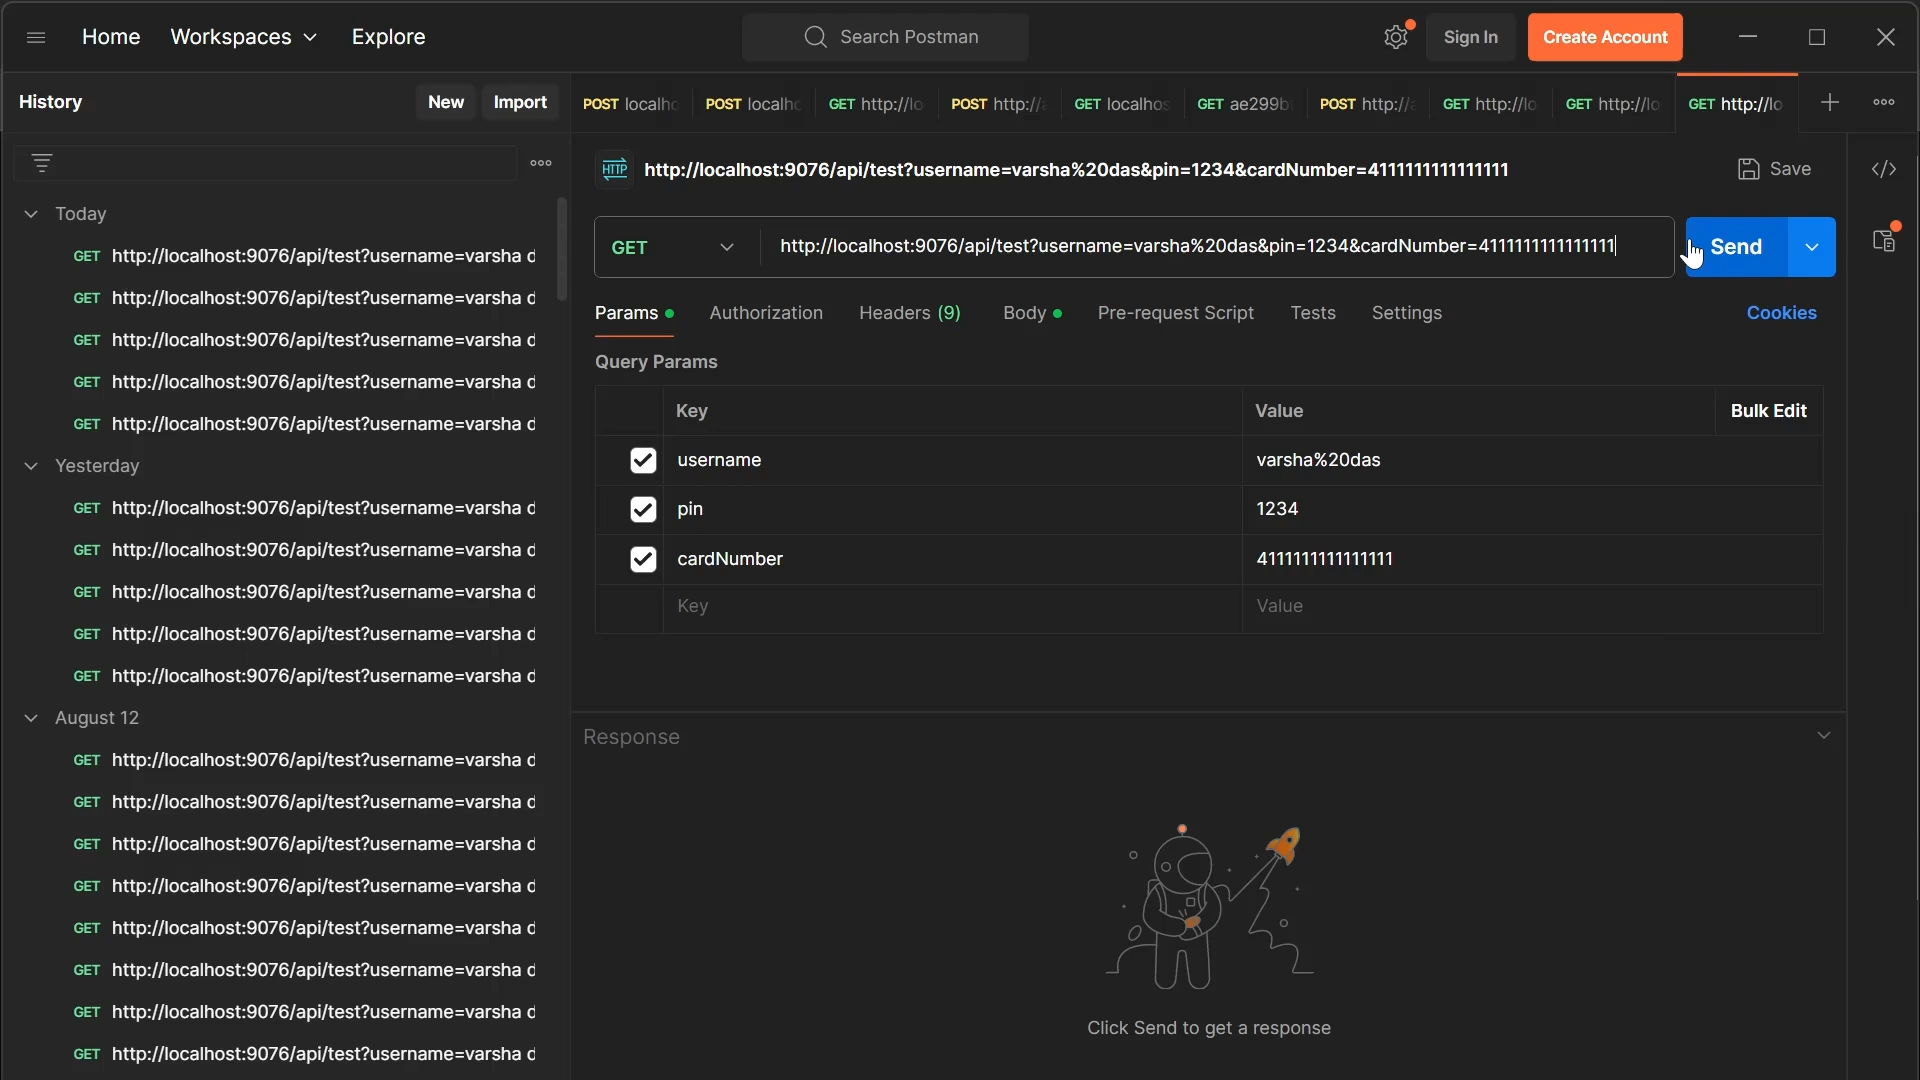 Home Workspaces Explore Search Postman Sign In Create Account
History New Import
POST localho POST localho GET http://lo POST http://a GET localhos GET ae299b POST http://a GET http://lo GET http://lo GET http://lo
HTTP http://localhost:9076/api/test?username=varsha%20das&pin=1234&cardNumber=4111111111111111 Save
GET http://localhost:9076/api/test?username=varsha%20das&pin=1234&cardNumber=4111111111111111 Send
Params Authorization Headers (9) Body Pre-request Script Tests Settings Cookies
Query Params
Key Value Bulk Edit
username varsha%20das
pin 1234
cardNumber 4111111111111111
Key Value
Response
Click Send to get a response
Today
GET http://localhost:9076/api/test?username=varsha d
GET http://localhost:9076/api/test?username=varsha d
GET http://localhost:9076/api/test?username=varsha d
GET http://localhost:9076/api/test?username=varsha d
GET http://localhost:9076/api/test?username=varsha d
Yesterday
GET http://localhost:9076/api/test?username=varsha d
GET http://localhost:9076/api/test?username=varsha d
GET http://localhost:9076/api/test?username=varsha d
GET http://localhost:9076/api/test?username=varsha d
GET http://localhost:9076/api/test?username=varsha d
August 12
GET http://localhost:9076/api/test?username=varsha d
GET http://localhost:9076/api/test?username=varsha d
GET http://localhost:9076/api/test?username=varsha d
GET http://localhost:9076/api/test?username=varsha d
GET http://localhost:9076/api/test?username=varsha d
GET http://localhost:9076/api/test?username=varsha d
GET http://localhost:9076/api/test?username=varsha d
GET http://localhost:9076/api/test?username=varsha d